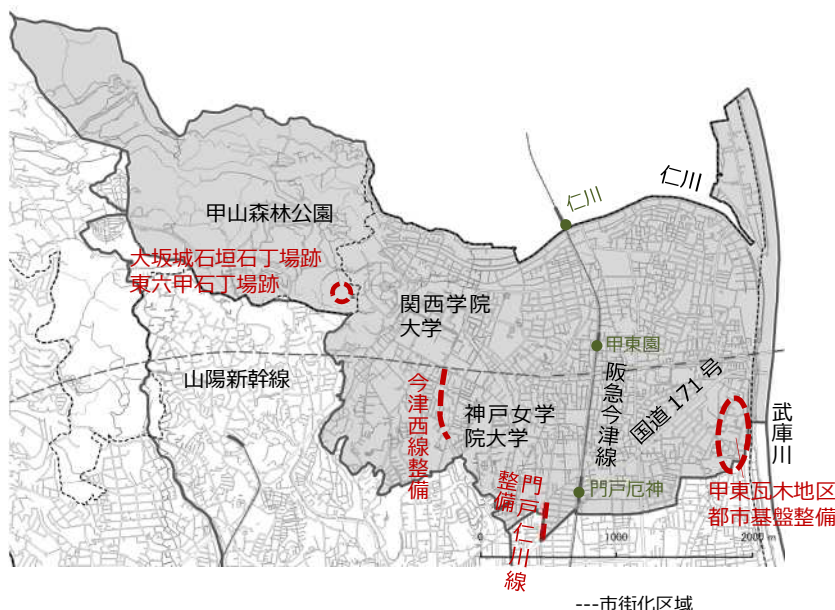 仁川
仁川
甲山森林公園
大坂城石垣石丁場跡
東六甲石丁場跡
関西学院
大学
甲東園
山陽新幹線
今津西線整備
神戸女学
院大学
阪急今津線
国道 171 号
武庫川
門戸厄神
門戸仁川線
整備
甲東瓦木地区
都市基盤整備
0 1000 2000 m
---市街化区域